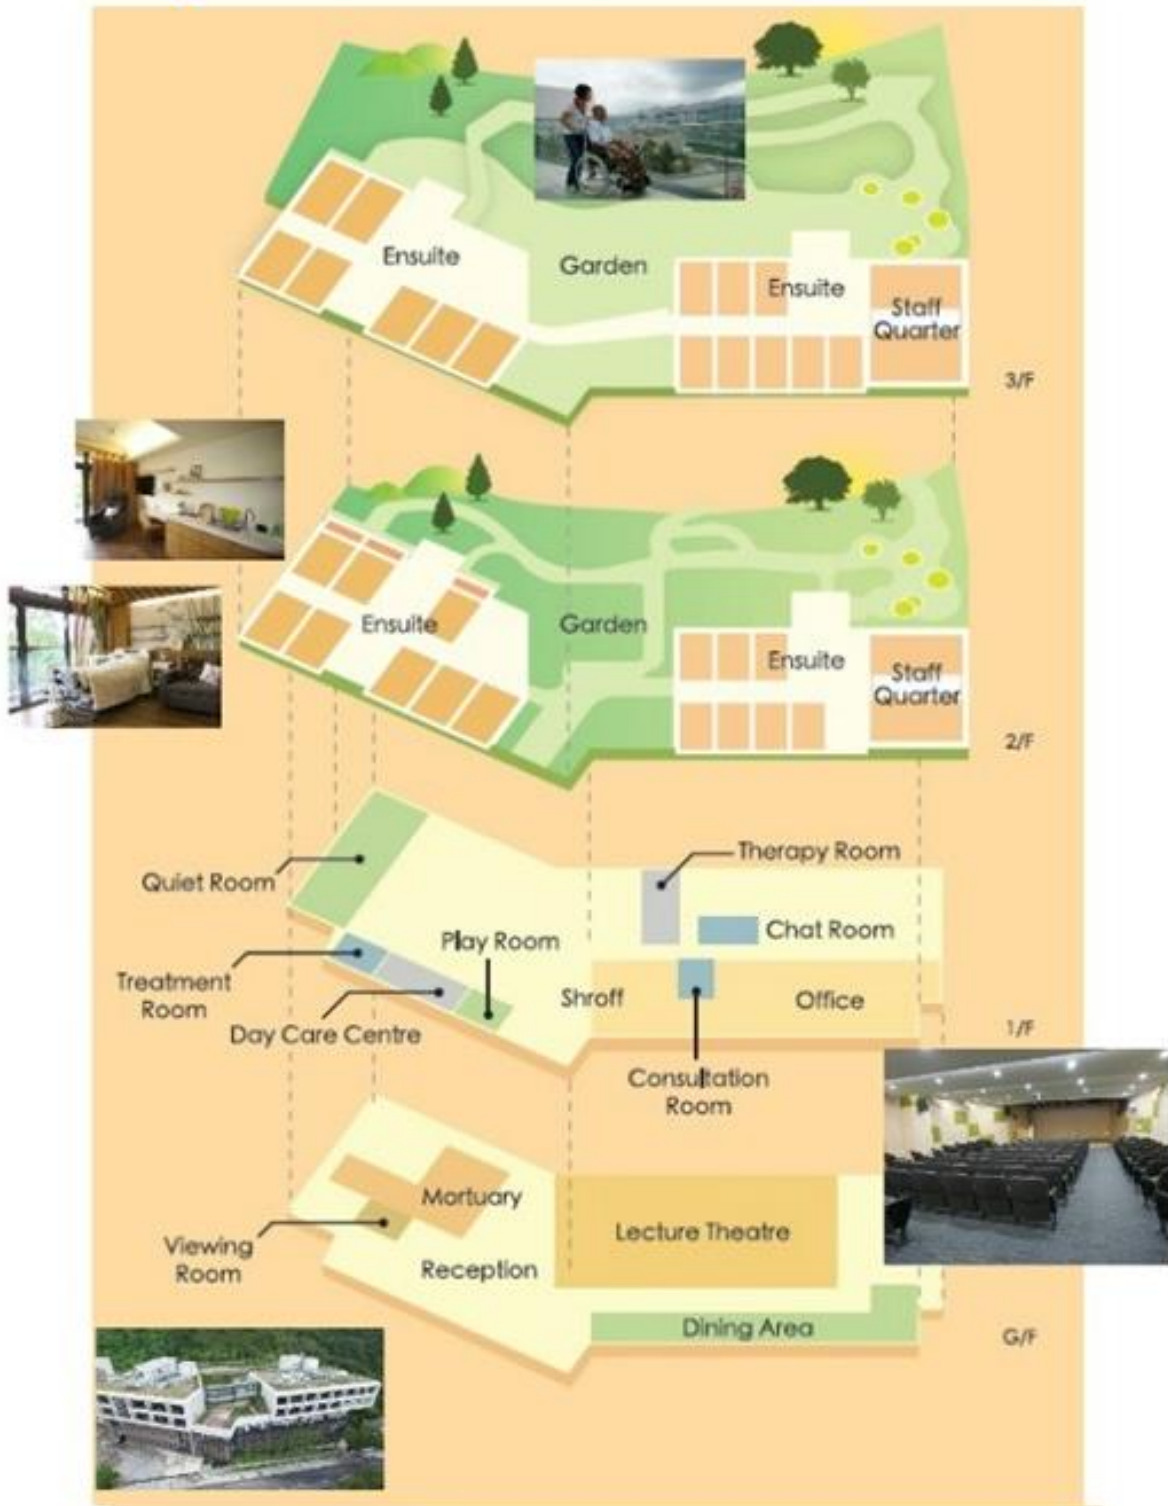 Ensuite
Garden
Ensuite
Staff
Quarter
3/F
Ensuite
Garden
Ensuite
Staff
Quarter
2/F
Therapy Room
Quiet Room
Chat Room
Play Room
Treatment
Room
Shroff
Office
Day Care Centre
1/F
Consultation
Room
Mortuary
Lecture Theatre
Viewing
Room
Reception
Dining Area
G/F